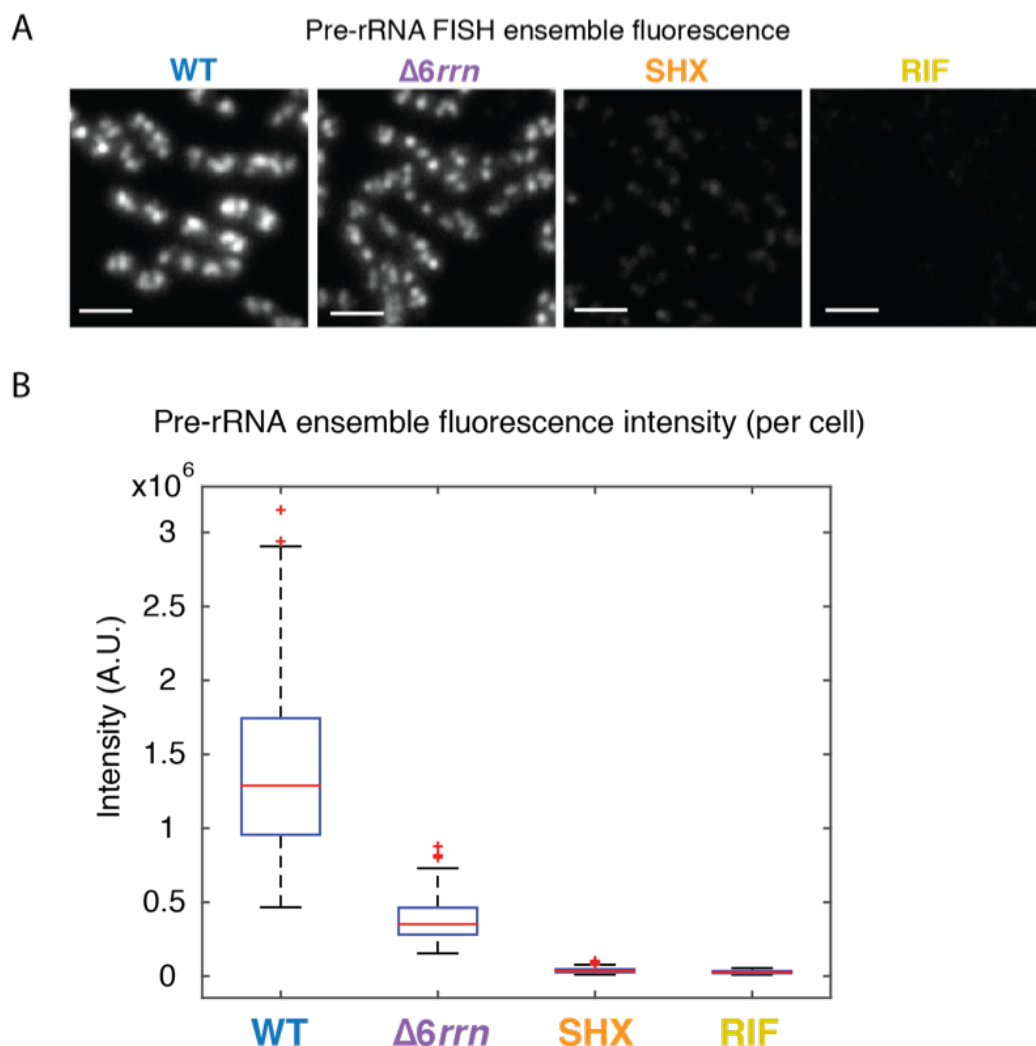 A
Pre-rRNA FISH ensemble fluorescence
WT Δ6rrn SHX RIF
B
Pre-rRNA ensemble fluorescence intensity (per cell)
x10⁶
3
2.5
2
1.5
1
0.5
0
Intensity (A.U.)
WT Δ6rrn SHX RIF